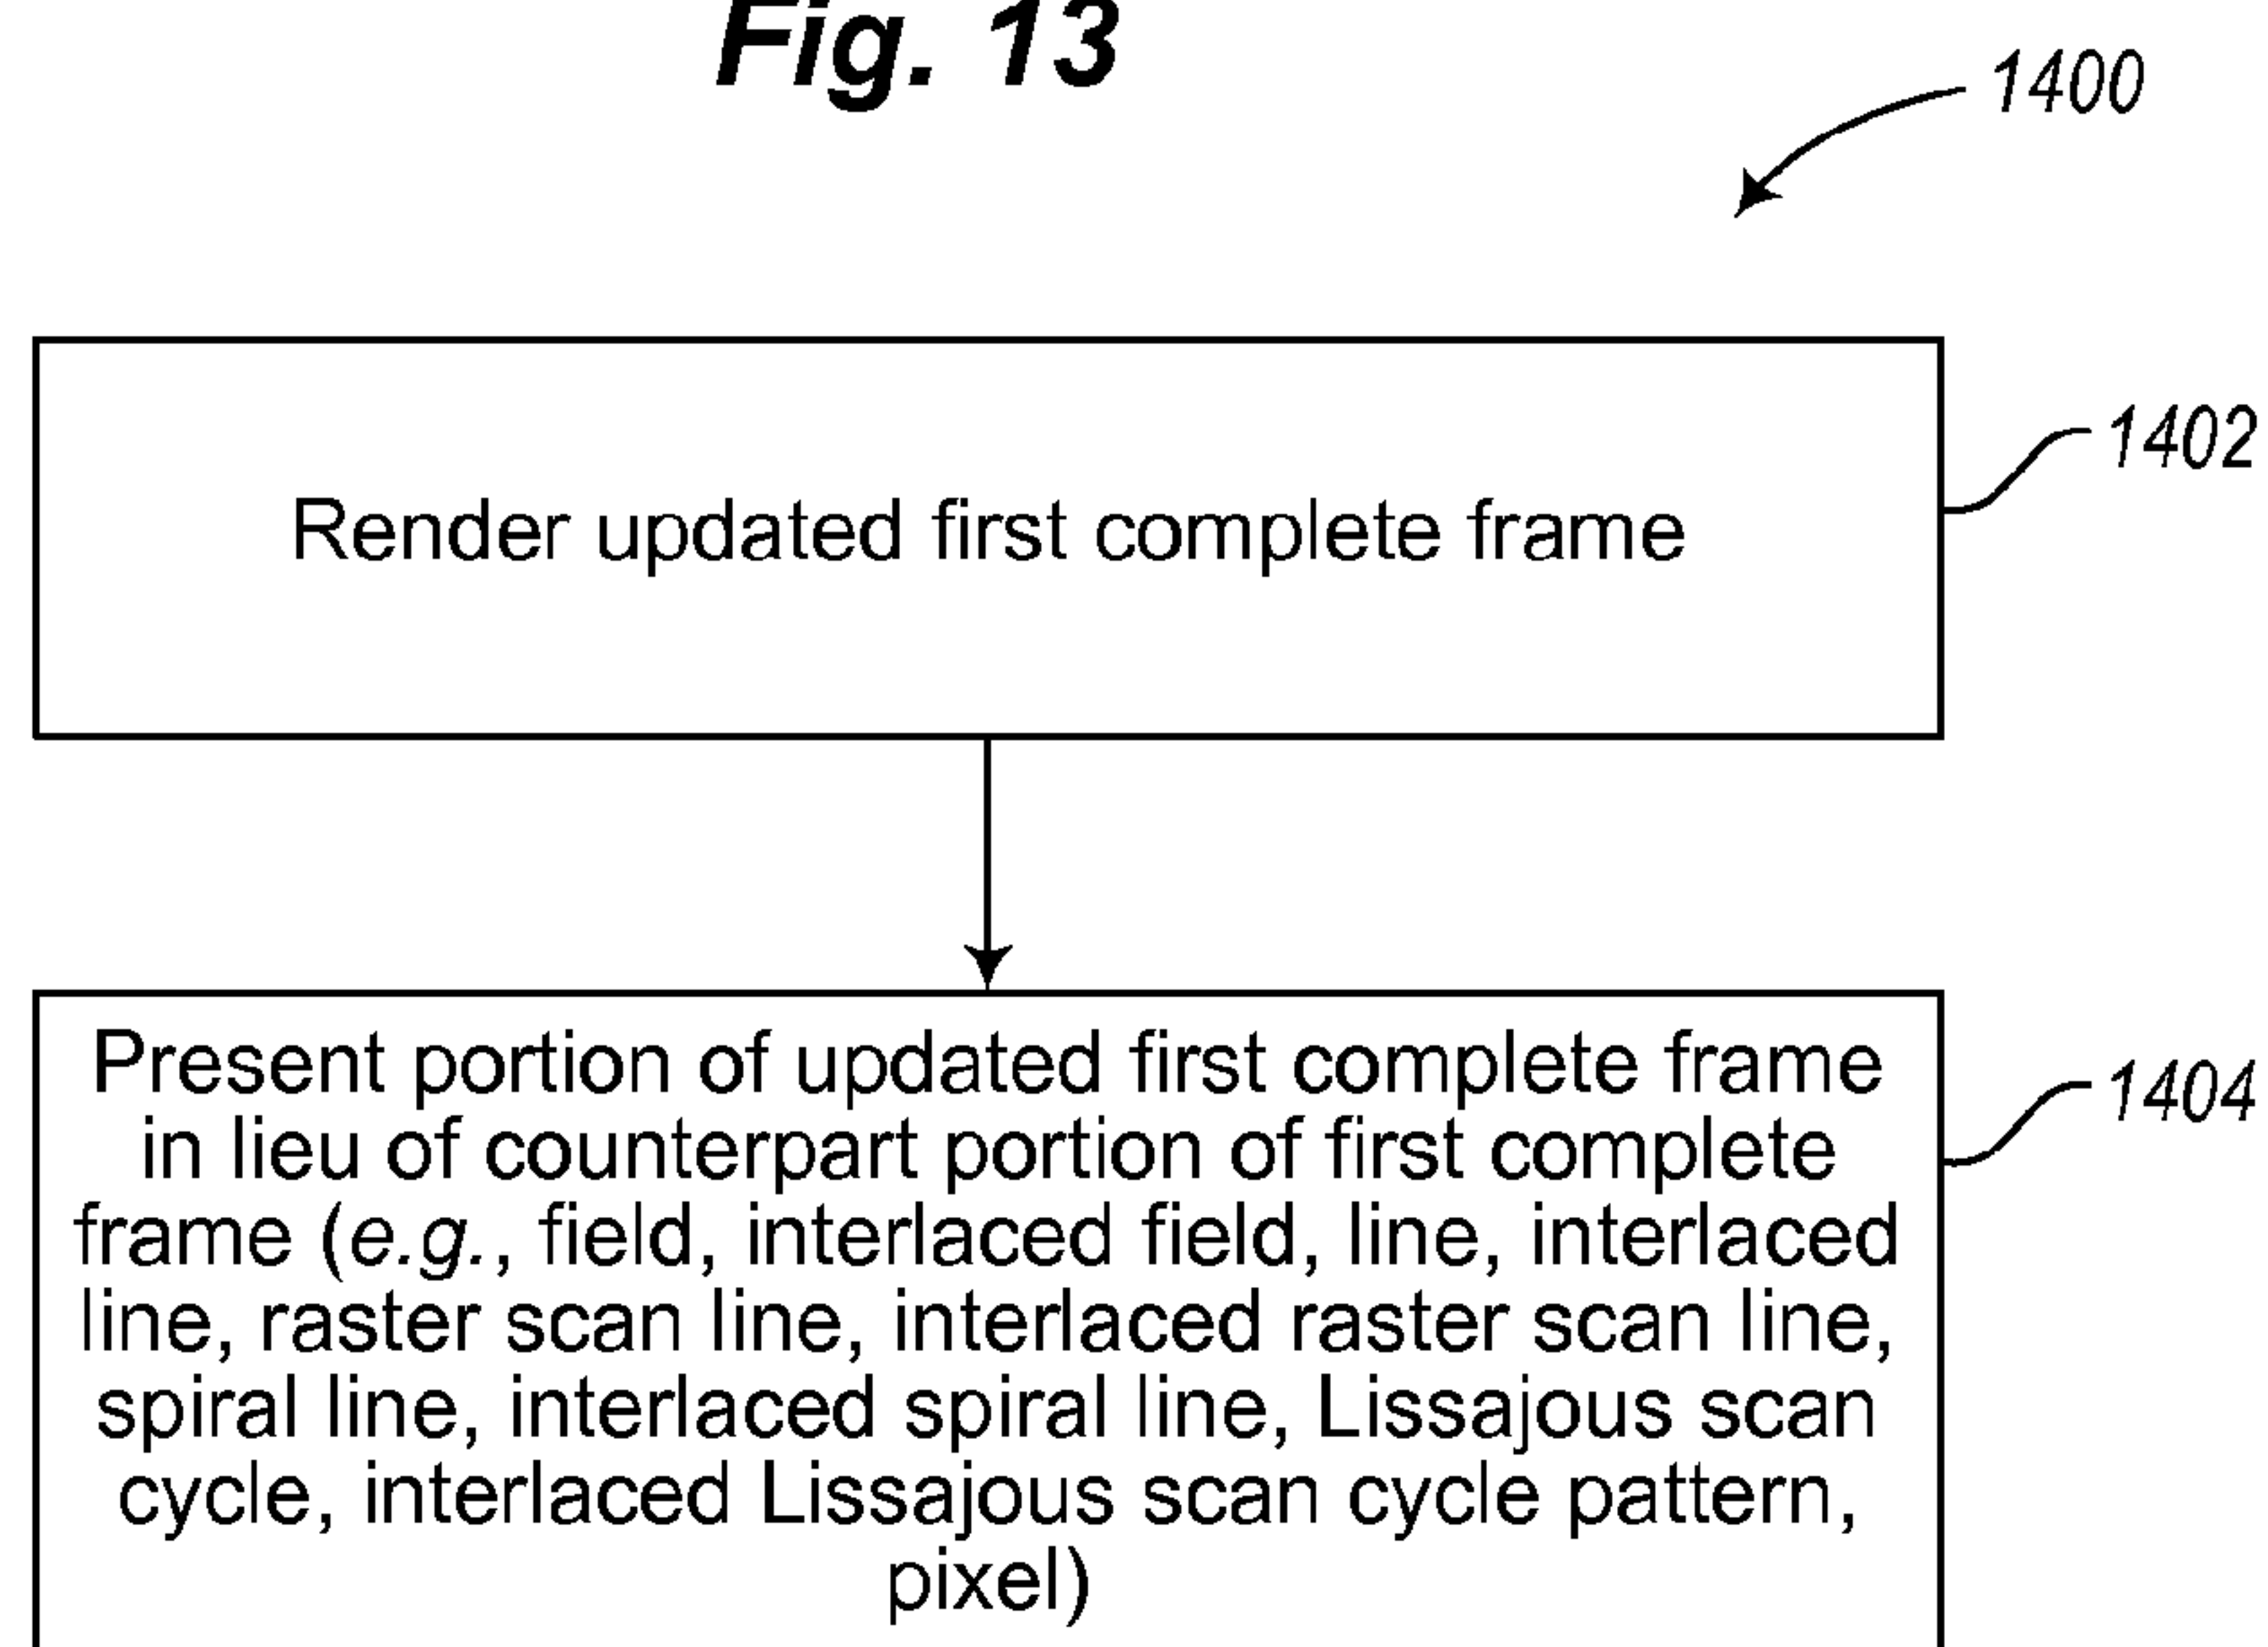 Fig. 13
1400
Render updated first complete frame
1402
Present portion of updated first complete frame
in lieu of counterpart portion of first complete
frame (e.g., field, interlaced field, line, interlaced
line, raster scan line, interlaced raster scan line,
spiral line, interlaced spiral line, Lissajous scan
cycle, interlaced Lissajous scan cycle pattern,
pixel)
1404